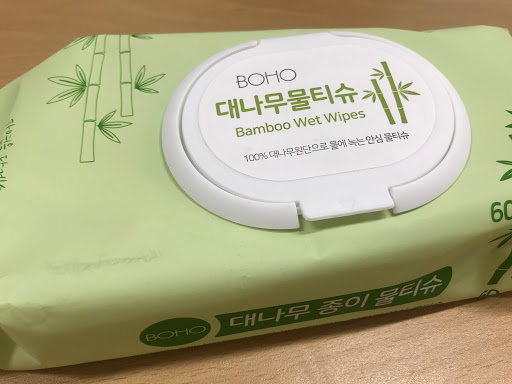 BOHO
대나무물티슈
Bamboo Wet Wipes
100% 대나무원단으로 물에 녹는 안심 물티슈
60
BOHO
대나무 종이 물티슈